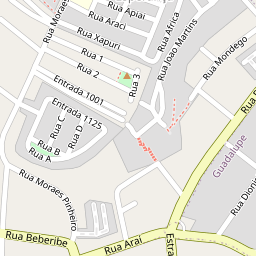 Rua Moraes
Rua Apiai
Rua Araci
Rua Xapuri
Rua Africa
Rua João Martins
Rua Mondego
Rua 1
Rua 2
Rua 3
Entrada 1001
Entrada 1125
Rua C
Rua D
Rua B
Rua A
Rua Moraes Pinheiro
Guadalupe
Rua Dionís
Rua Beberibe
Rua Arai
Estra